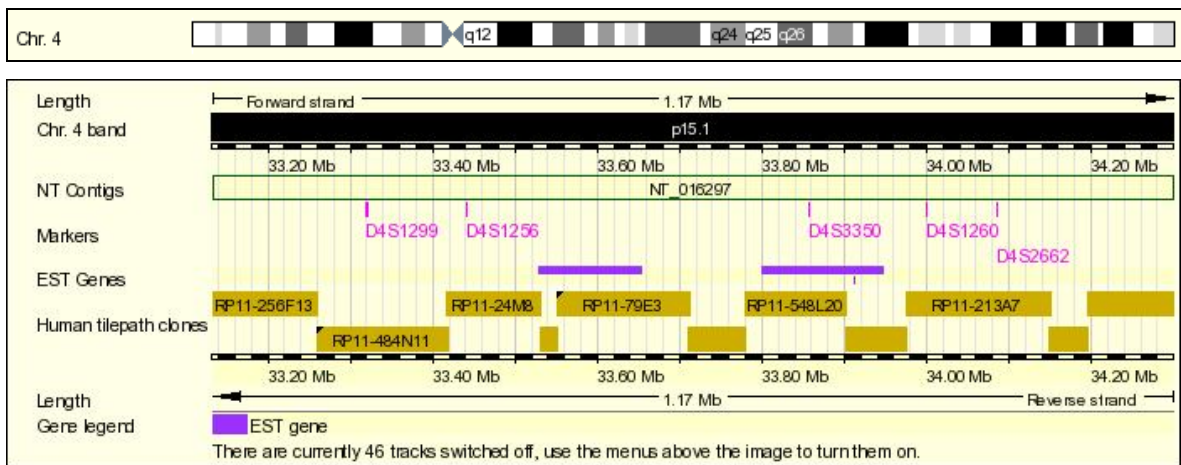 Chr. 4 q12 q24 q25 q26
Length Forward strand 1.17 Mb
Chr. 4 band p15.1
33.20 Mb 33.40 Mb 33.60 Mb 33.80 Mb 34.00 Mb 34.20 Mb
NT Contigs NT_016297
Markers D4S1299 D4S1256 D4S3350 D4S1260
D4S2662
EST Genes
RP11-256F13 RP11-24M8 RP11-79E3 RP11-548L20 RP11-213A7
Human tilepath clones
RP11-484N11
33.20 Mb 33.40 Mb 33.60 Mb 33.80 Mb 34.00 Mb 34.20 Mb
Length 1.17 Mb Reverse strand
Gene legend EST gene
There are currently 46 tracks switched off, use the menus above the image to turn them on.